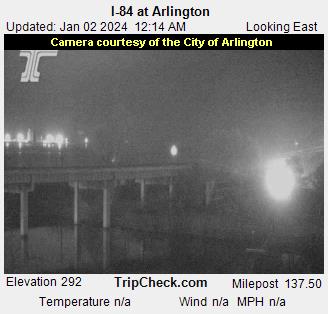 I-84 at Arlington
Updated: Jan 02 2024 12:14 AM Looking East
Camera courtesy of the City of Arlington
Elevation 292 TripCheck.com Milepost 137.50
Temperature n/a Wind n/a MPH n/a